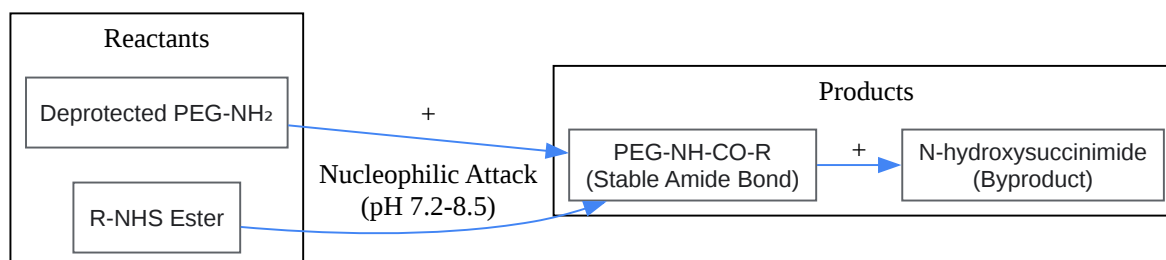 Reactants
Deprotected PEG-NH₂
R-NHS Ester
+
Nucleophilic Attack
(pH 7.2-8.5)
Products
PEG-NH-CO-R
(Stable Amide Bond)
+
N-hydroxysuccinimide
(Byproduct)